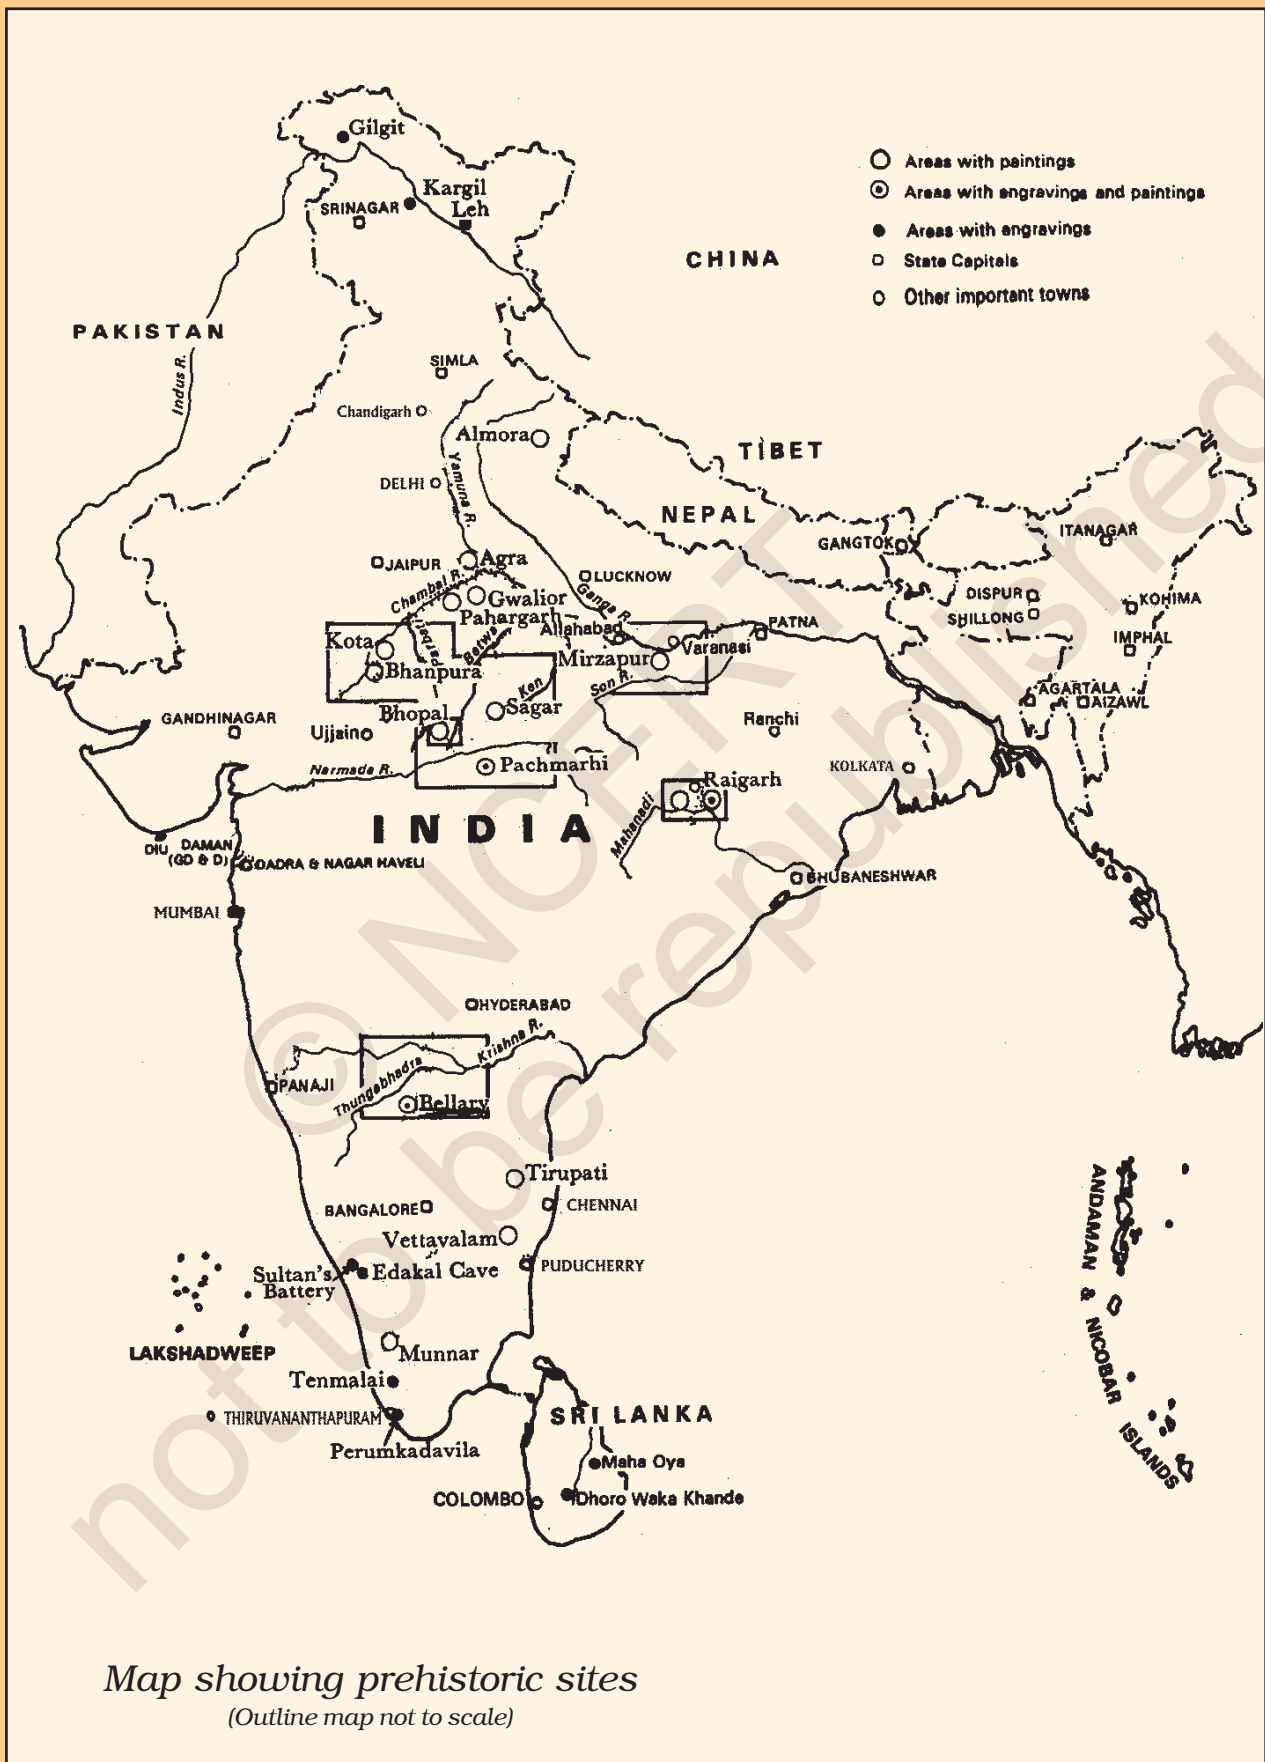 Gilgit
Kargil
Leh
SRINAGAR
Areas with paintings
Areas with engravings and paintings
Areas with engravings
State Capitals
Other important towns
CHINA
PAKISTAN
Indus R.
SIMLA
Chandigarh
Almora
TIBET
DELHI
Yamuna R.
NEPAL
GANGTOK
ITANAGAR
JAIPUR
Agra
LUCKNOW
Chambal R.
Gwalior
Ganga R.
Pahargarh
DISPUR
KOHIMA
SHILLONG
Allahabad
PATNA
IMPHAL
Kota
Parbati
Betwa
Varanasi
Mirzapur
Bhanpura
Son R.
Ken
AGARTALA
AIZAWL
Bhopal
Sagar
GANDHINAGAR
Ujjain
Ranchi
Narmada R.
Pachmarhi
KOLKATA
Raigarh
Mahanadi
INDIA
DIU
DAMAN
(GD & D)
DADRA & NAGAR HAVELI
BHUBANESHWAR
MUMBAI
HYDERABAD
Krishna R.
PANAJI
Thungabhadra
Bellary
Tirupati
BANGALORE
CHENNAI
Vettavalam
Sultan's
Battery
Edakal Cave
PUDUCHERRY
ANDAMAN & NICOBAR ISLANDS
LAKSHADWEEP
Munnar
Tenmalai
THIRUVANANTHAPURAM
SRI LANKA
Perumkadavila
Maha Oya
COLOMBO
Dhoro Waka Khande
© NCERT
not to be republished
Map showing prehistoric sites
(Outline map not to scale)